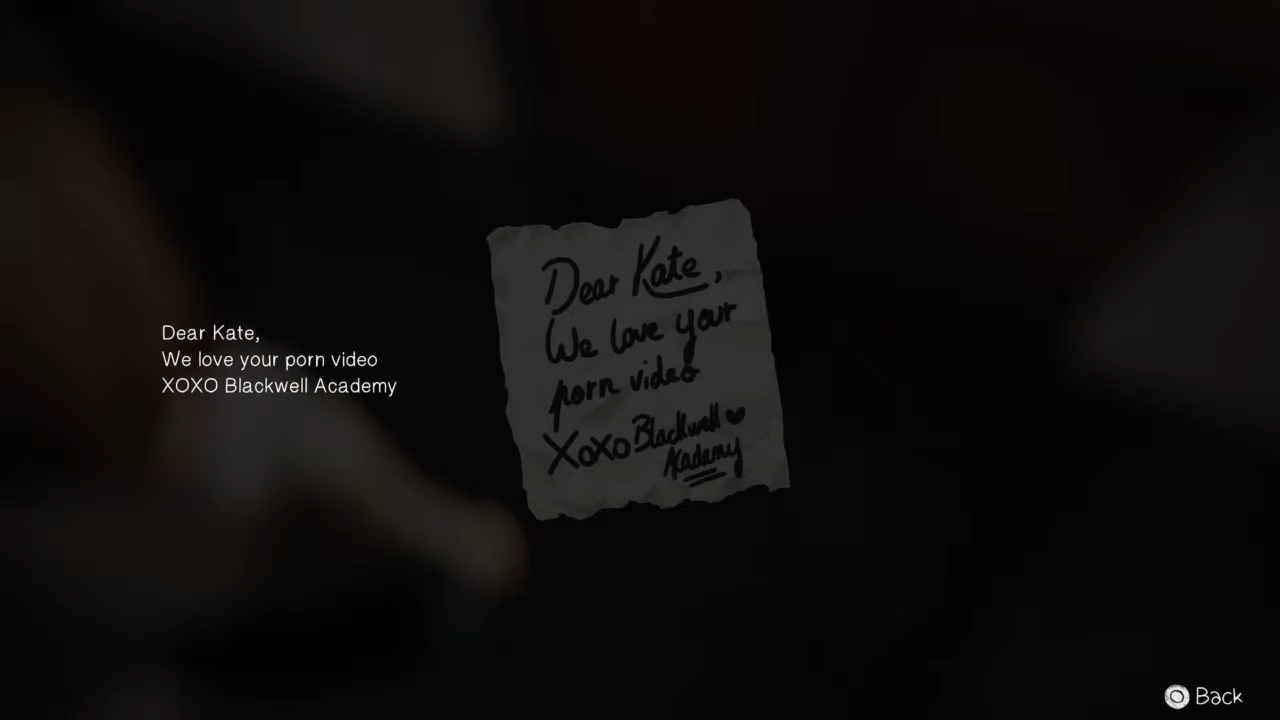 Dear Kate,
We love your porn video
XOXO Blackwell Academy
Dear Kate,
We love your
porn video
XoXo Blackwell
Academy
Back